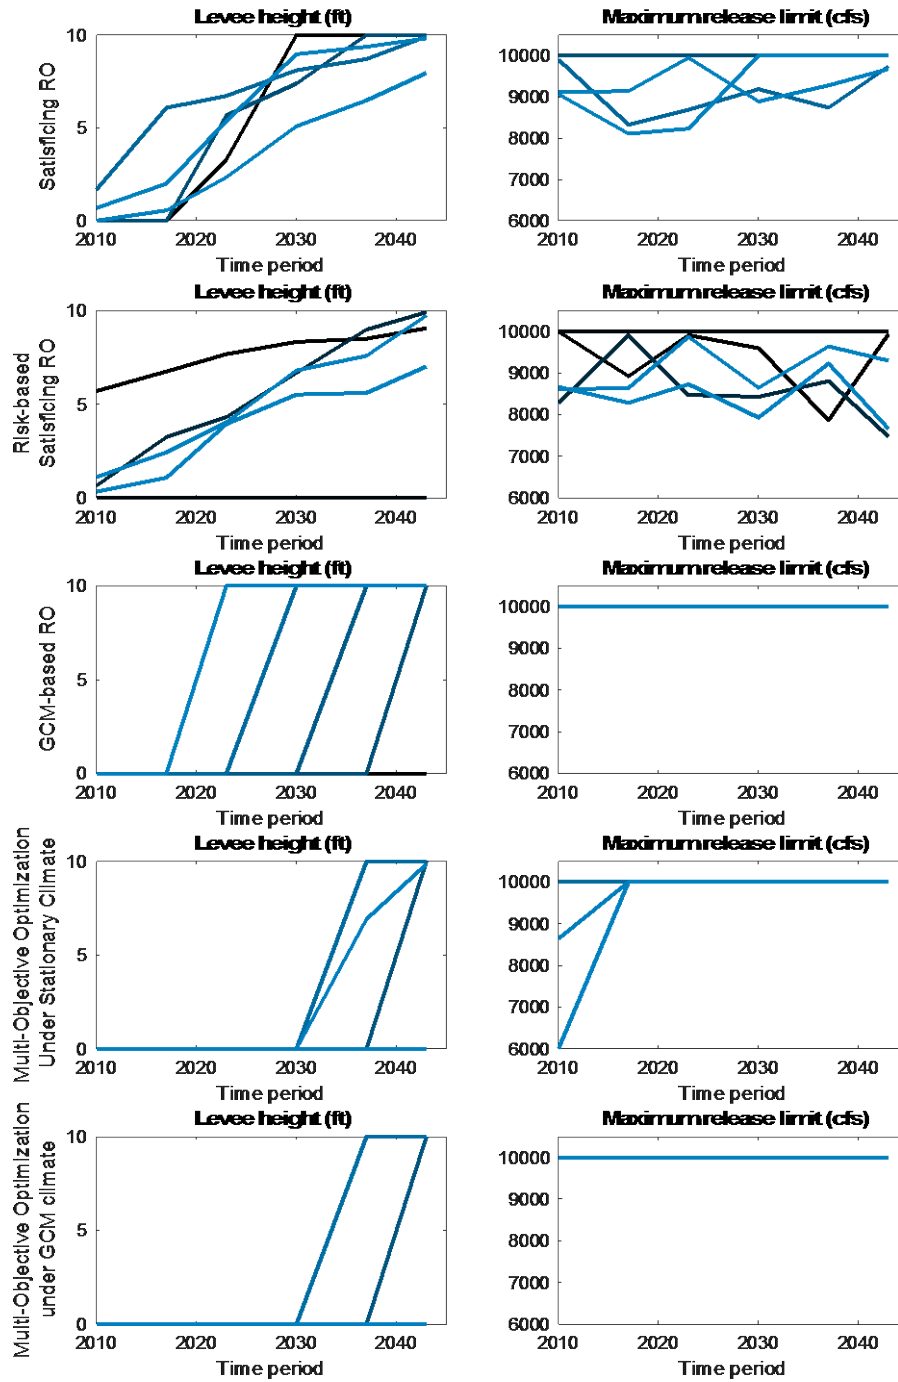 Levee height (ft)
Maximum release limit (cfs)
Satisficing RO
10
5
0
2010 2020 2030 2040
Time period
10000
9000
8000
7000
6000
2010 2020 2030 2040
Time period
Levee height (ft)
Maximum release limit (cfs)
Risk-based
Satisficing RO
10
5
0
2010 2020 2030 2040
Time period
10000
9000
8000
7000
6000
2010 2020 2030 2040
Time period
Levee height (ft)
Maximum release limit (cfs)
GCM-based RO
10
5
0
2010 2020 2030 2040
Time period
10000
9000
8000
7000
6000
2010 2020 2030 2040
Time period
Levee height (ft)
Maximum release limit (cfs)
Multi-Objective Optimization
Under Stationary Climate
10
5
0
2010 2020 2030 2040
Time period
10000
9000
8000
7000
6000
2010 2020 2030 2040
Time period
Levee height (ft)
Maximum release limit (cfs)
Multi-Objective Optimization
under GCM climate
10
5
0
2010 2020 2030 2040
Time period
10000
9000
8000
7000
6000
2010 2020 2030 2040
Time period